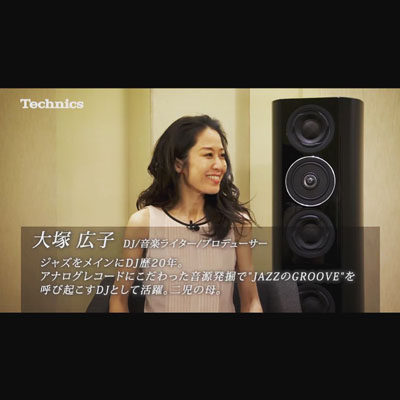 Technics
大塚 広子 DJ/音楽ライター/プロデューサー
ジャズをメインにDJ歴20年。
アナログレコードにこだわった音源発掘で"JAZZのGROOVE"を
呼び起こすDJとして活躍。二児の母。